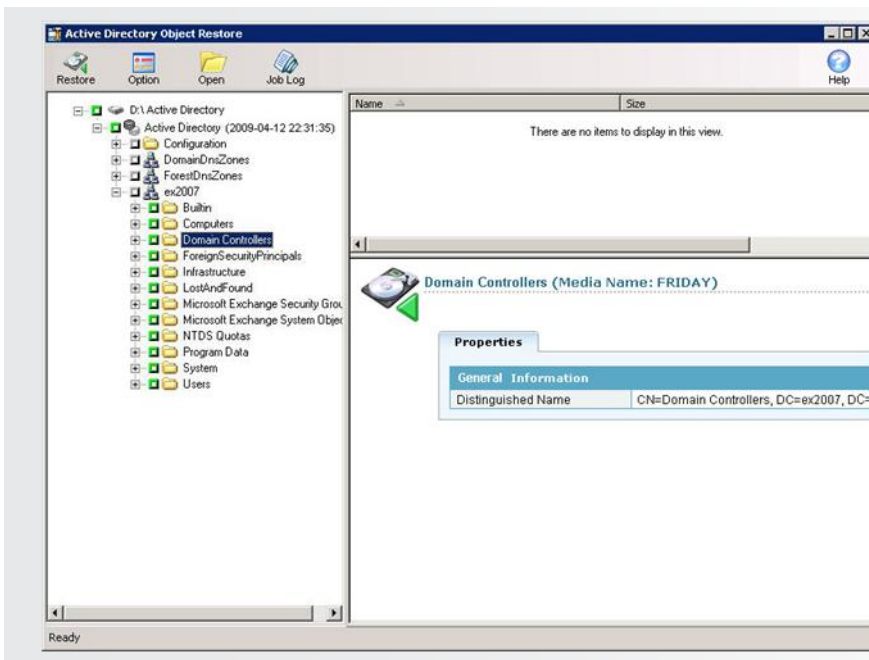 Active Directory Object Restore
Restore Option Open Job Log Help
D:\ Active Directory
Active Directory (2009-04-12 22:31:35)
Configuration
DomainDnsZones
ForestDnsZones
ex2007
Builtin
Computers
Domain Controllers
ForeignSecurityPrincipals
Infrastructure
LostAndFound
Microsoft Exchange Security Grou
Microsoft Exchange System Objec
NTDS Quotas
Program Data
System
Users
Name Size
There are no items to display in this view.
Domain Controllers (Media Name: FRIDAY)
Properties
General Information
Distinguished Name CN=Domain Controllers, DC=ex2007, DC=
Ready